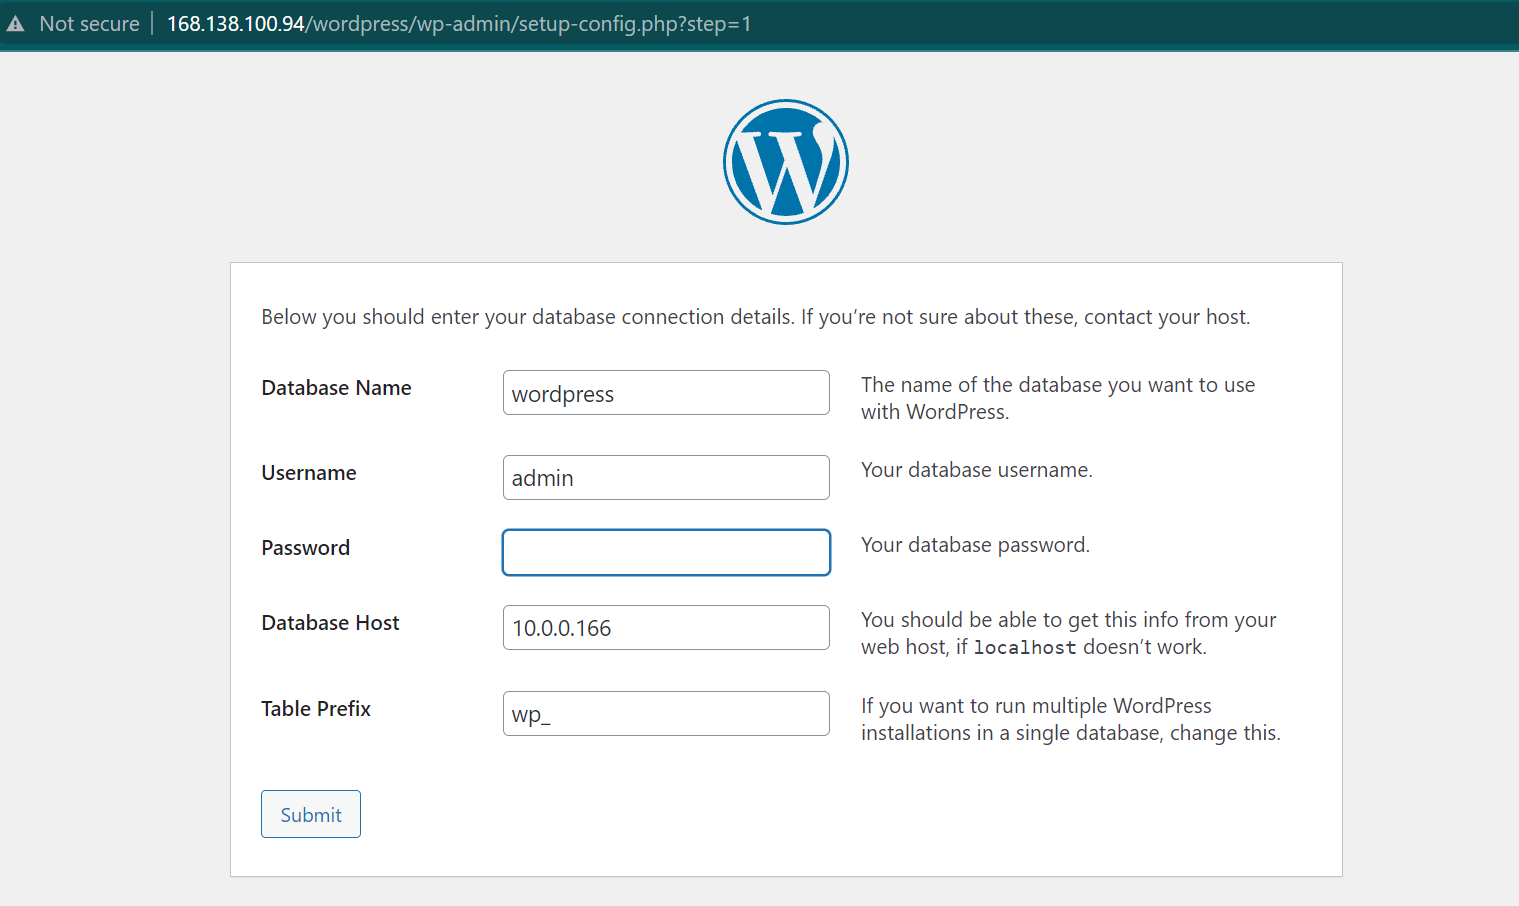 Not secure | 168.138.100.94/wordpress/wp-admin/setup-config.php?step=1
W
Below you should enter your database connection details. If you’re not sure about these, contact your host.
Database Name
wordpress
The name of the database you want to use
with WordPress.
Username
admin
Your database username.
Password
Your database password.
Database Host
10.0.0.166
You should be able to get this info from your
web host, if localhost doesn’t work.
Table Prefix
wp_
If you want to run multiple WordPress
installations in a single database, change this.
Submit